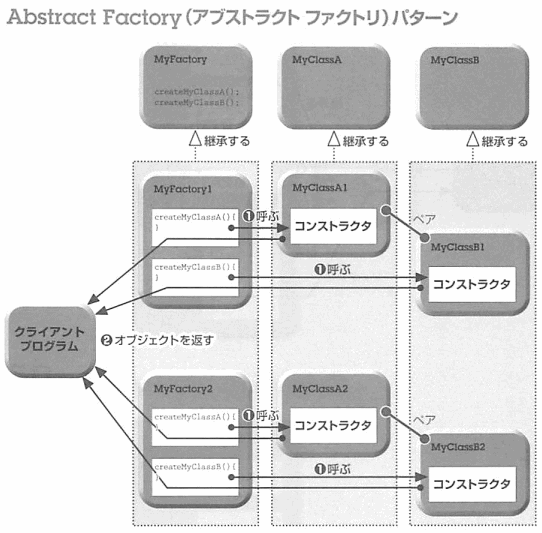 Abstract Factory(アブストラクト ファクトリ)パターン
MyFactory
createMyClassA();
createMyClassB();
MyClassA
MyClassB
継承する
継承する
継承する
MyFactory1
createMyClassA(){
}
createMyClassB(){
}
❶呼ぶ
MyClassA1
コンストラクタ
ペア
❶呼ぶ
MyClassB1
コンストラクタ
クライアント
プログラム
❷オブジェクトを返す
MyFactory2
createMyClassA(){
}
createMyClassB(){
}
❶呼ぶ
MyClassA2
コンストラクタ
ペア
❶呼ぶ
MyClassB2
コンストラクタ